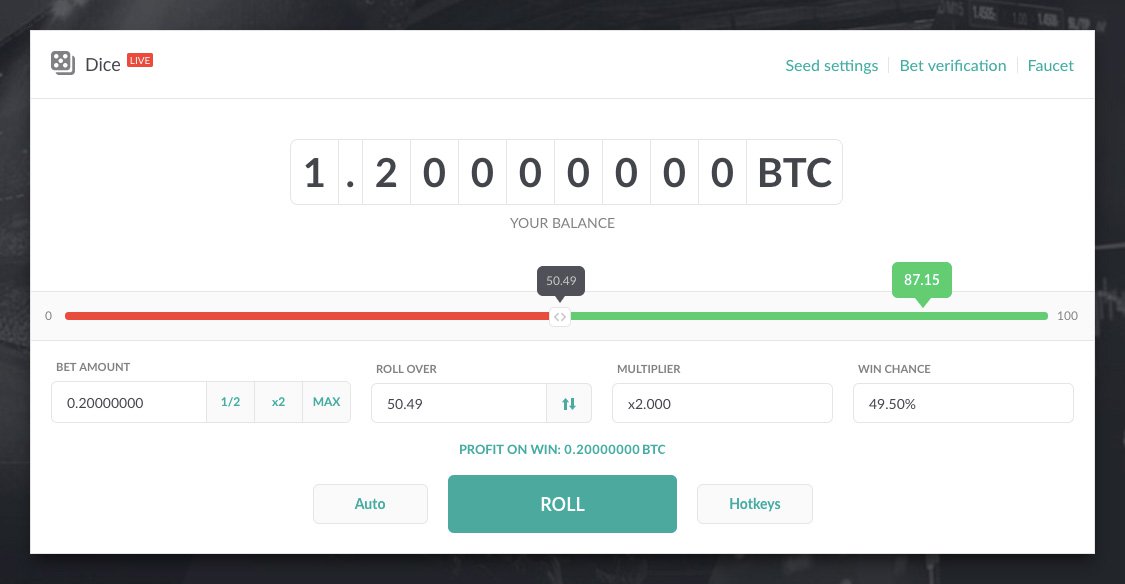 Dice LIVE
Seed settings Bet verification Faucet
1.20000000 BTC
YOUR BALANCE
50.49
87.15
0
100
BET AMOUNT
0.20000000 1/2 x2 MAX
ROLL OVER
50.49
MULTIPLIER
x2.000
WIN CHANCE
49.50%
PROFIT ON WIN: 0.20000000 BTC
Auto
ROLL
Hotkeys